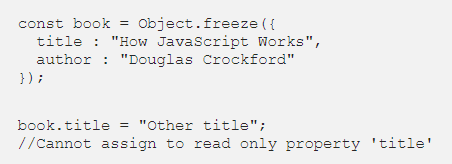 const book = Object.freeze({
  title : "How JavaScript Works",
  author : "Douglas Crockford"
});
book.title = "Other title";
//Cannot assign to read only property 'title'